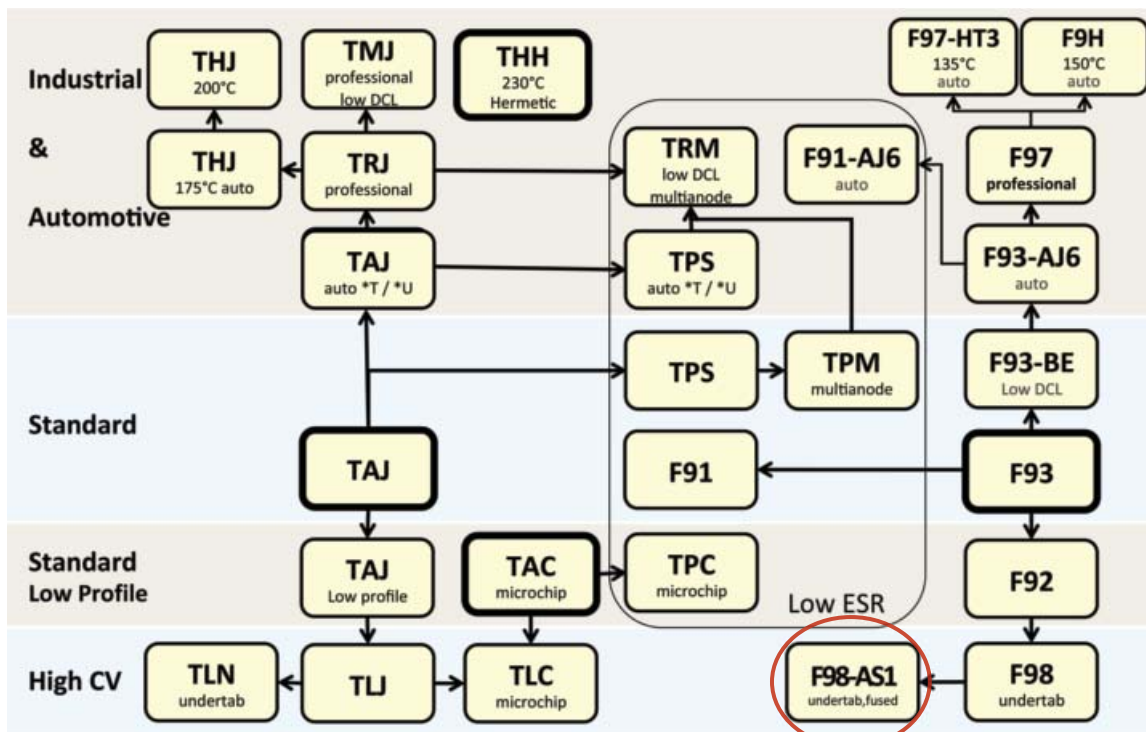 Industrial
&
Automotive
THJ
200°C
TMJ
professional
low DCL
THH
230°C
Hermetic
F97-HT3
135°C
auto
F9H
150°C
auto
THJ
175°C auto
TRJ
professional
TRM
low DCL
multianode
F91-AJ6
auto
F97
professional
TAJ
auto *T / *U
TPS
auto *T / *U
F93-AJ6
auto
Standard
TPS
TPM
multianode
F93-BE
Low DCL
TAJ
F91
F93
Standard
Low Profile
TAJ
Low profile
TAC
microchip
TPC
microchip
Low ESR
F92
High CV
TLN
undertab
TLJ
TLC
microchip
F98-AS1
undertab,fused
F98
undertab